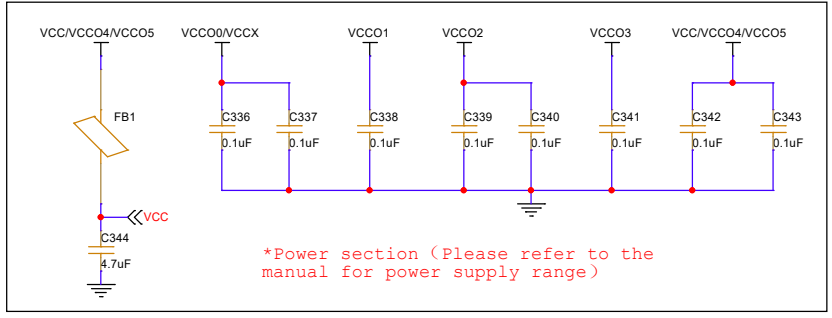 VCC/VCCO4/VCCO5
VCCO0/VCCX
VCCO1
VCCO2
VCCO3
VCC/VCCO4/VCCO5
FB1
C336
0.1uF
C337
0.1uF
C338
0.1uF
C339
0.1uF
C340
0.1uF
C341
0.1uF
C342
0.1uF
C343
0.1uF
VCC
C344
4.7uF
*Power section（Please refer to the
manual for power supply range）